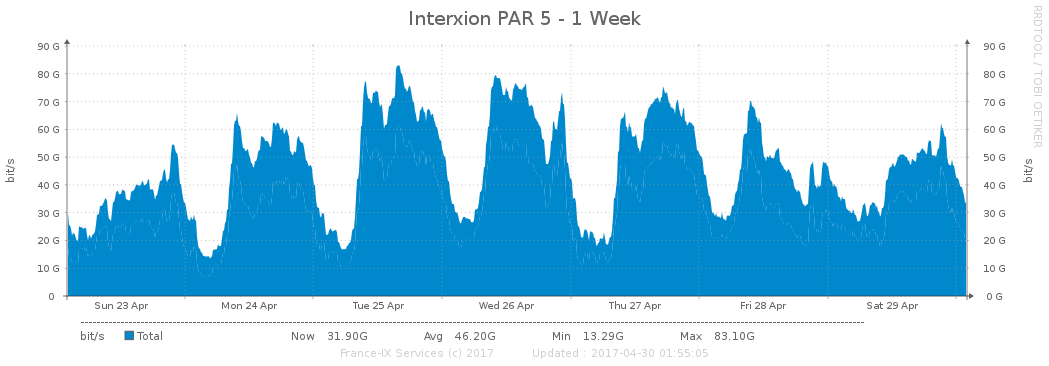 Interxion PAR 5 - 1 Week
RRDTOOL / TOBI OETIKER
bit/s
bit/s
90 G 90 G
80 G 80 G
70 G 70 G
60 G 60 G
50 G 50 G
40 G 40 G
30 G 30 G
20 G 20 G
10 G 10 G
0 0 G
Sun 23 Apr Mon 24 Apr Tue 25 Apr Wed 26 Apr Thu 27 Apr Fri 28 Apr Sat 29 Apr
bit/s Total Now 31.90G Avg 46.20G Min 13.29G Max 83.10G
France-IX Services (c) 2017 Updated : 2017-04-30 01:55:05